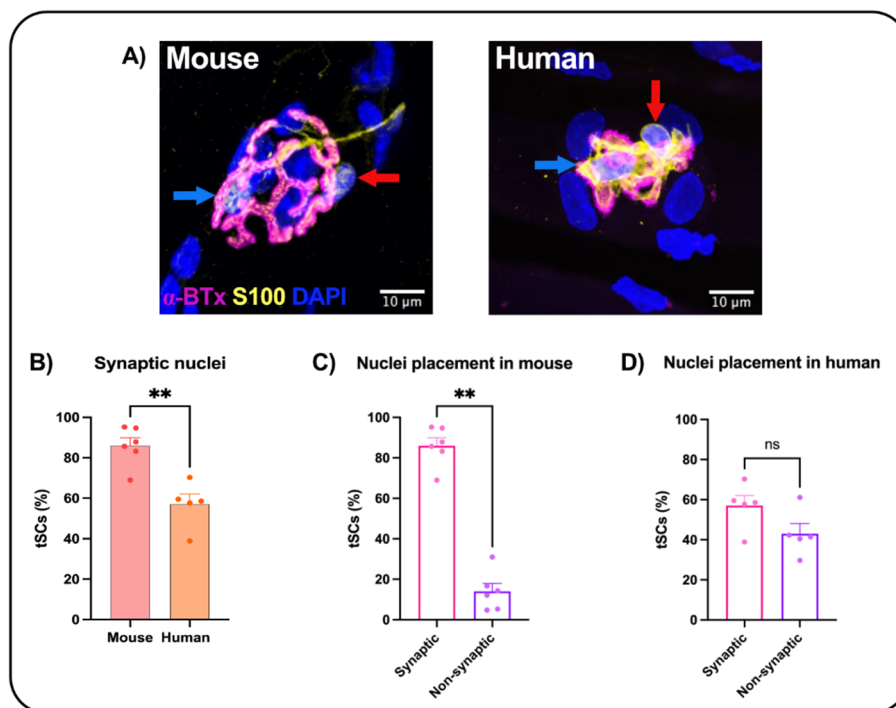 A)
Mouse
Human
α-BTx S100 DAPI
10 µm
10 µm
B)
Synaptic nuclei
**
100
80
60
40
20
0
tSCs (%)
Mouse Human
C)
Nuclei placement in mouse
**
100
80
60
40
20
0
tSCs (%)
Synaptic
Non-synaptic
D)
Nuclei placement in human
ns
100
80
60
40
20
0
tSCs (%)
Synaptic
Non-synaptic